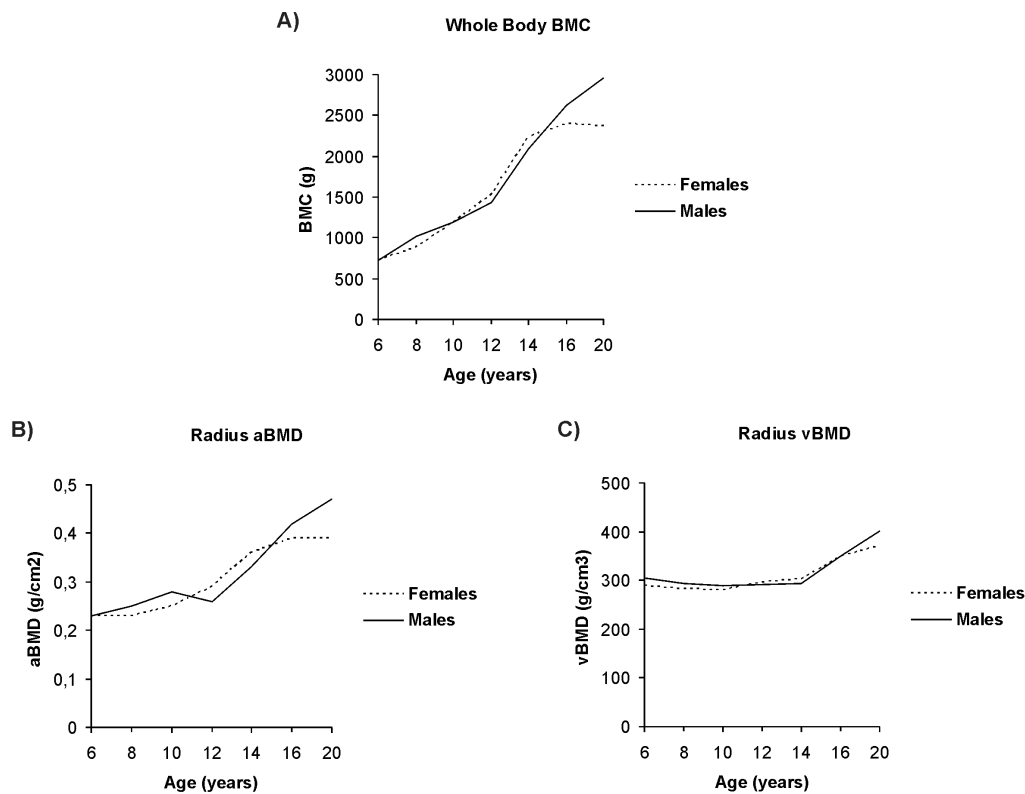 A)
Whole Body BMC
3000
2500
2000
1500
1000
500
0
BMC (g)
6 8 10 12 14 16 20
Age (years)
Females
Males
B)
Radius aBMD
0,5
0,4
0,3
0,2
0,1
0
aBMD (g/cm2)
6 8 10 12 14 16 20
Age (years)
Females
Males
C)
Radius vBMD
500
400
300
200
100
0
vBMD (g/cm3)
6 8 10 12 14 16 20
Age (years)
Females
Males